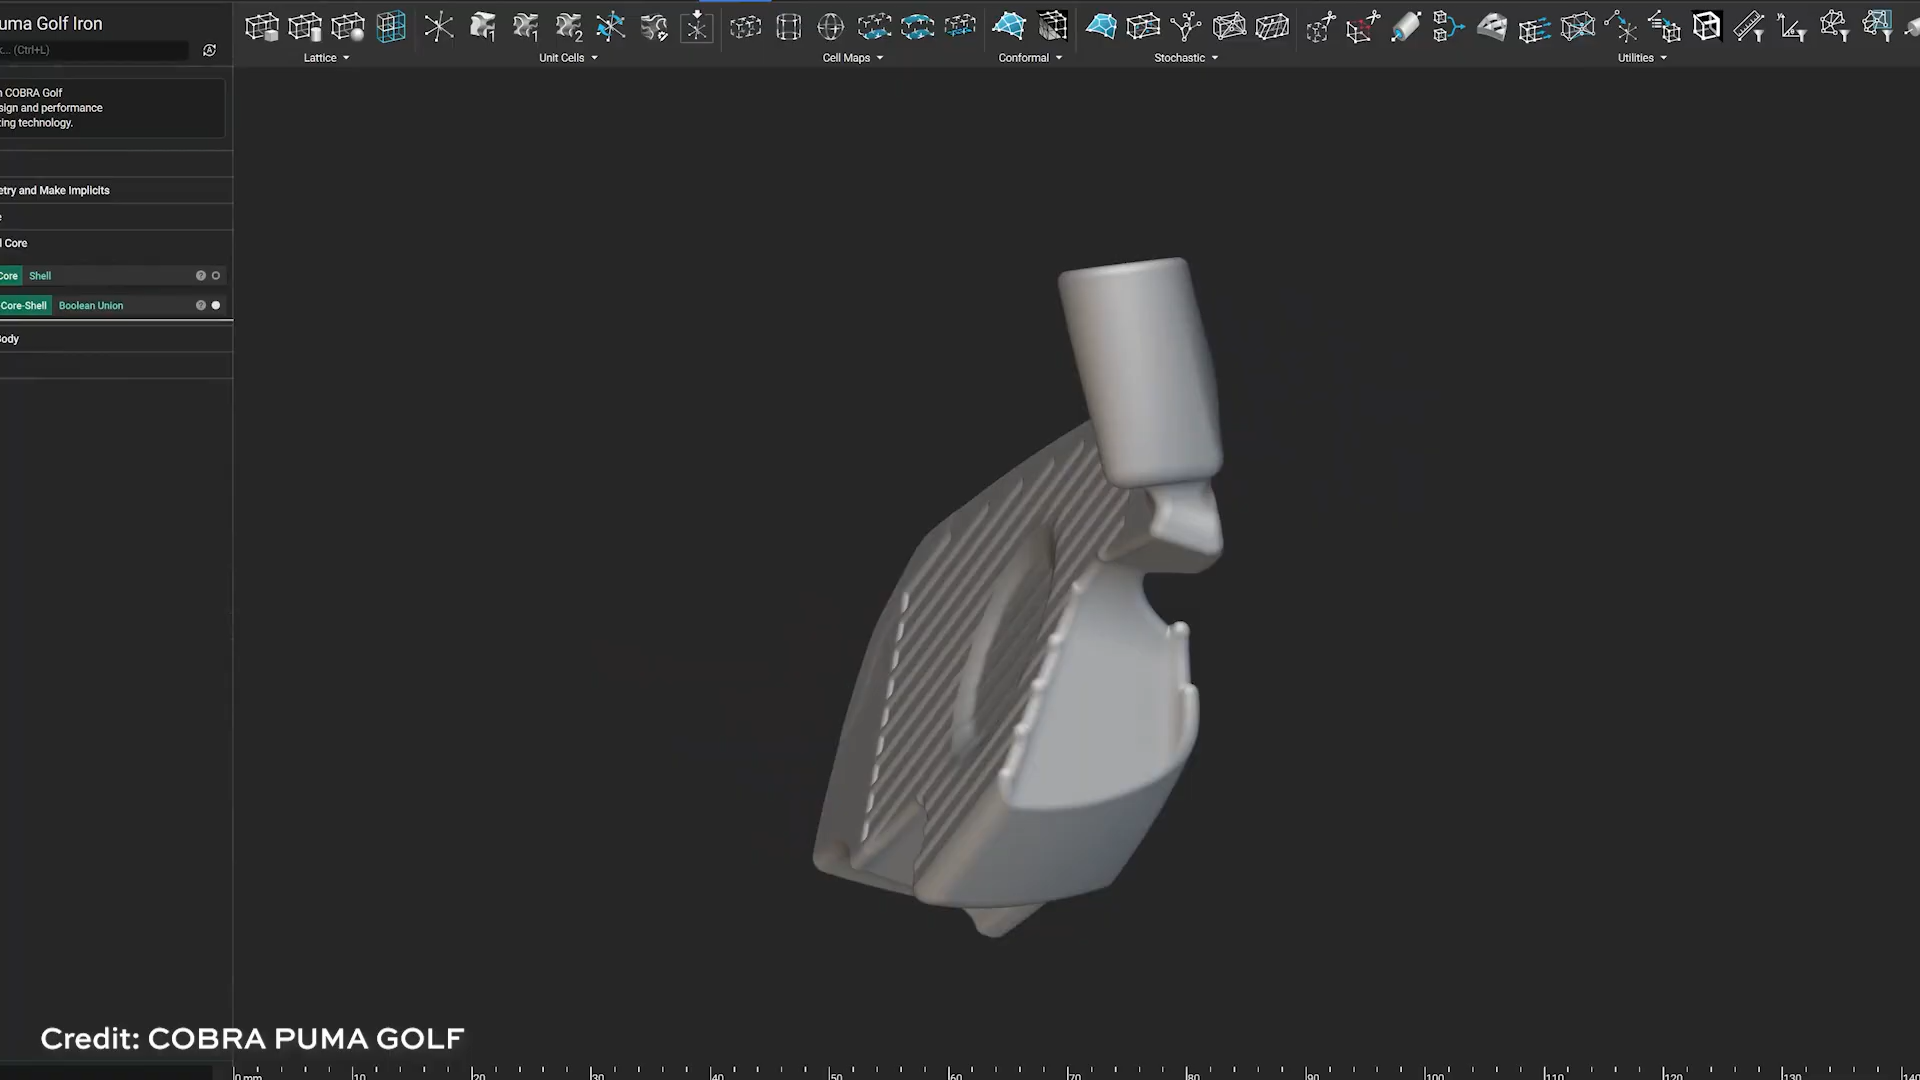 uma Golf Iron
(Ctrl+L)
COBRA Golf
sign and performance
ting technology.
etry and Make Implicits
e
l Core
Core Shell
Core-Shell Boolean Union
Body
Lattice
Unit Cells
Cell Maps
Conformal
Stochastic
Utilities
Credit: COBRA PUMA GOLF
0 mm 10 20 30 40 50 60 70 80 90 100 110 120 130 140